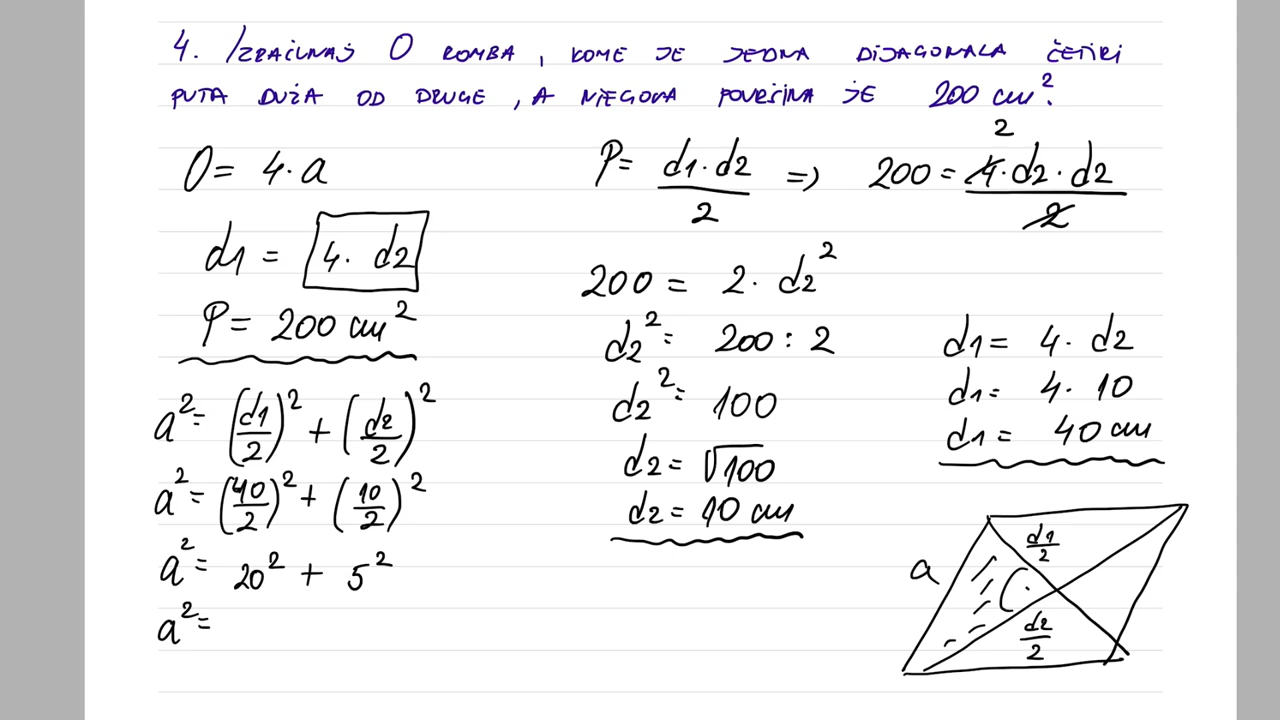 4. IZRAČUNAJ O ROMBA, KOME JE JEDNA DIJAGONALA ČETIRI
PUTA DUŽA OD DRUGE, A NJEGOVA POVRŠINA JE 200 cm².
O = 4·a
d1 = 4·d2
P = 200 cm²
a² = (d1/2)² + (d2/2)²
a² = (40/2)² + (10/2)²
a² = 20² + 5²
a² =
P = d1·d2/2 => 200 = 4·d2·d2/2
2
200 = 2·d2²
d2² = 200 : 2
d2² = 100
d2 = √100
d2 = 10 cm
d1 = 4·d2
d1 = 4·10
d1 = 40 cm
a
d1/2
d2/2